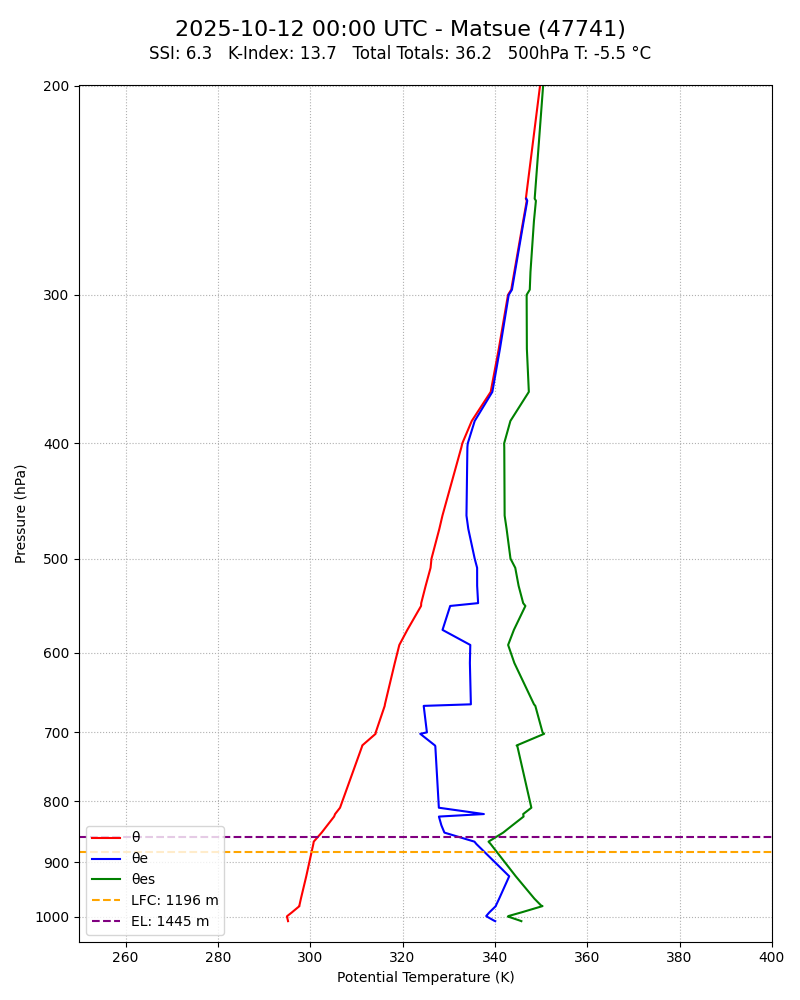 2025-10-12 00:00 UTC - Matsue (47741)
SSI: 6.3   K-Index: 13.7   Total Totals: 36.2   500hPa T: -5.5 °C
200
300
400
500
600
700
800
900
1000
Pressure (hPa)
θ
θe
θes
LFC: 1196 m
EL: 1445 m
260 280 300 320 340 360 380 400
Potential Temperature (K)